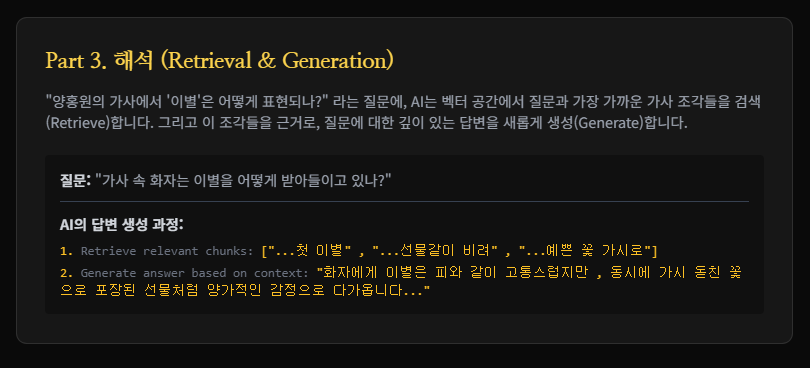 Part 3. 해석 (Retrieval & Generation)
"양홍원의 가사에서 '이별'은 어떻게 표현되나?" 라는 질문에, AI는 벡터 공간에서 질문과 가장 가까운 가사 조각들을 검색
(Retrieve)합니다. 그리고 이 조각들을 근거로, 질문에 대한 깊이 있는 답변을 새롭게 생성(Generate)합니다.
질문: "가사 속 화자는 이별을 어떻게 받아들이고 있나?"
AI의 답변 생성 과정:
1. Retrieve relevant chunks: ["...첫 이별" , "...선물같이 비려" , "...예쁜 꽃 가시로"]
2. Generate answer based on context: "화자에게 이별은 피와 같이 고통스럽지만 , 동시에 가시 돋친 꽃
으로 포장된 선물처럼 양가적인 감정으로 다가옵니다..."